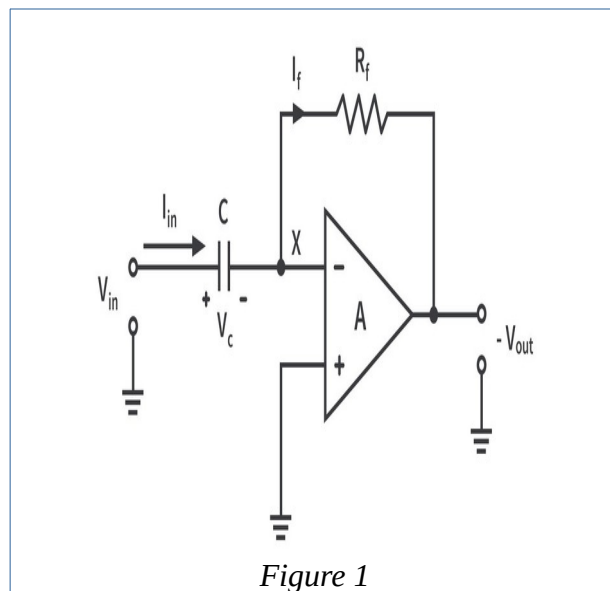 I_f
R_f
I_in
C
X
V_in
+
-
V_c
-
A
+
- V_out
Figure 1